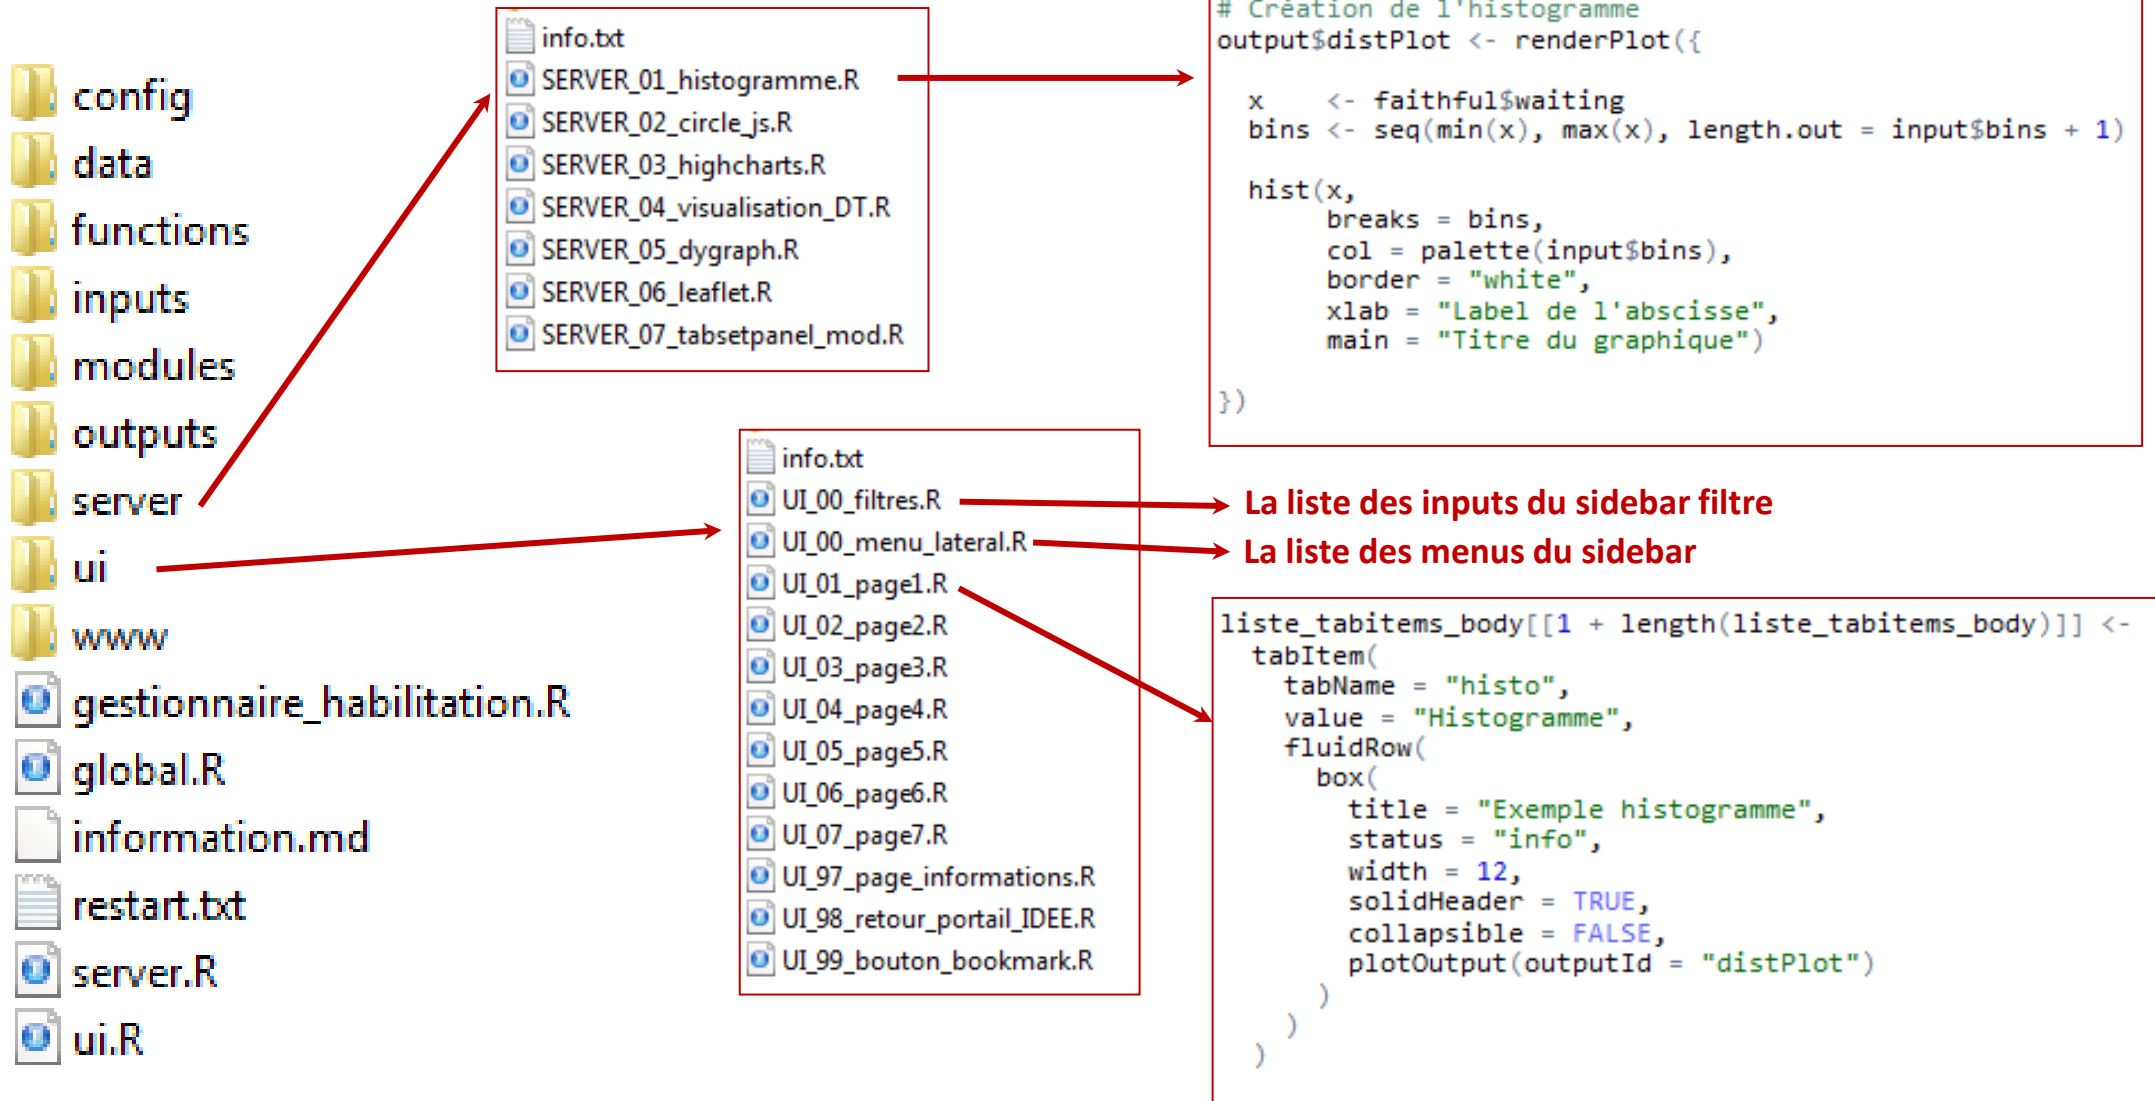 config
data
functions
inputs
modules
outputs
server
ui
www
gestionnaire_habilitation.R
global.R
information.md
restart.txt
server.R
ui.R
info.txt
SERVER_01_histogramme.R
SERVER_02_circle_js.R
SERVER_03_highcharts.R
SERVER_04_visualisation_DT.R
SERVER_05_dygraph.R
SERVER_06_leaflet.R
SERVER_07_tabsetpanel_mod.R
# Création de l'histogramme
output$distPlot <- renderPlot({
x    <- faithful$waiting
bins <- seq(min(x), max(x), length.out = input$bins + 1)
hist(x,
breaks = bins,
col = palette(input$bins),
border = "white",
xlab = "Label de l'abscisse",
main = "Titre du graphique")
})
info.txt
UI_00_filtres.R
UI_00_menu_lateral.R
UI_01_page1.R
UI_02_page2.R
UI_03_page3.R
UI_04_page4.R
UI_05_page5.R
UI_06_page6.R
UI_07_page7.R
UI_97_page_informations.R
UI_98_retour_portail_IDEE.R
UI_99_bouton_bookmark.R
La liste des inputs du sidebar filtre
La liste des menus du sidebar
liste_tabitems_body[[1 + length(liste_tabitems_body)]] <-
tabItem(
tabName = "histo",
value = "Histogramme",
fluidRow(
box(
title = "Exemple histogramme",
status = "info",
width = 12,
solidHeader = TRUE,
collapsible = FALSE,
plotOutput(outputId = "distPlot")
)
)
)